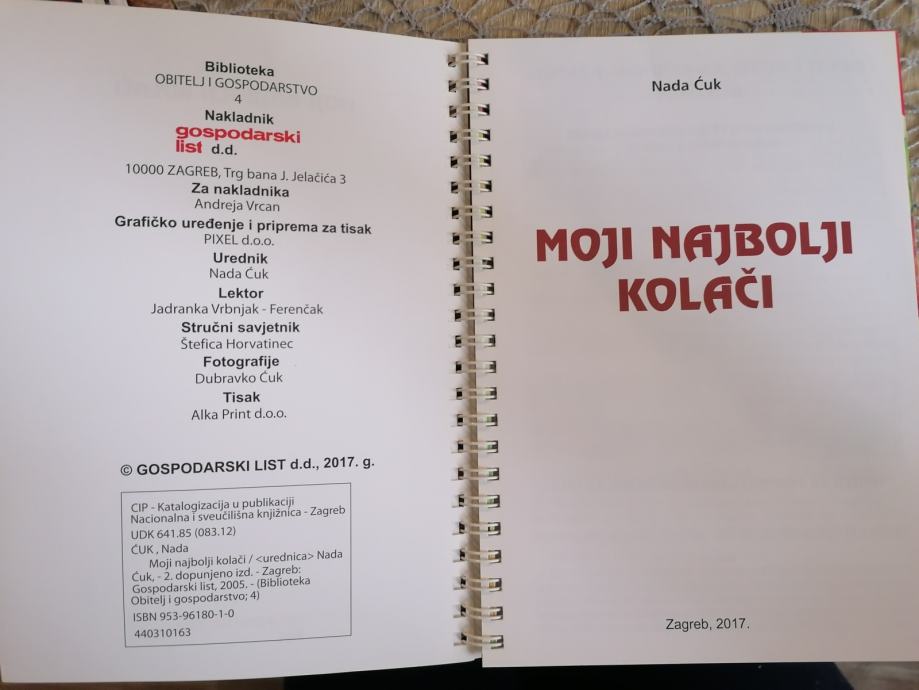 Biblioteka
OBITELJ I GOSPODARSTVO
4
Nakladnik
gospodarski
list d.d.
10000 ZAGREB, Trg bana J. Jelačića 3
Za nakladnika
Andreja Vrcan
Grafičko uređenje i priprema za tisak
PIXEL d.o.o.
Urednik
Nada Ćuk
Lektor
Jadranka Vrbnjak - Ferenčak
Stručni savjetnik
Štefica Horvatinec
Fotografije
Dubravko Ćuk
Tisak
Alka Print d.o.o.
© GOSPODARSKI LIST d.d., 2017. g.
CIP - Katalogizacija u publikaciji
Nacionalna i sveučilišna knjižnica - Zagreb
UDK 641.85 (083.12)
ĆUK , Nada
Moji najbolji kolači / <urednica> Nada
Ćuk, - 2. dopunjeno izd. - Zagreb:
Gospodarski list, 2005. - (Biblioteka
Obitelj i gospodarstvo; 4)
ISBN 953-96180-1-0
440310163
Nada Ćuk
MOJI NAJBOLJI
KOLAČI
Zagreb, 2017.